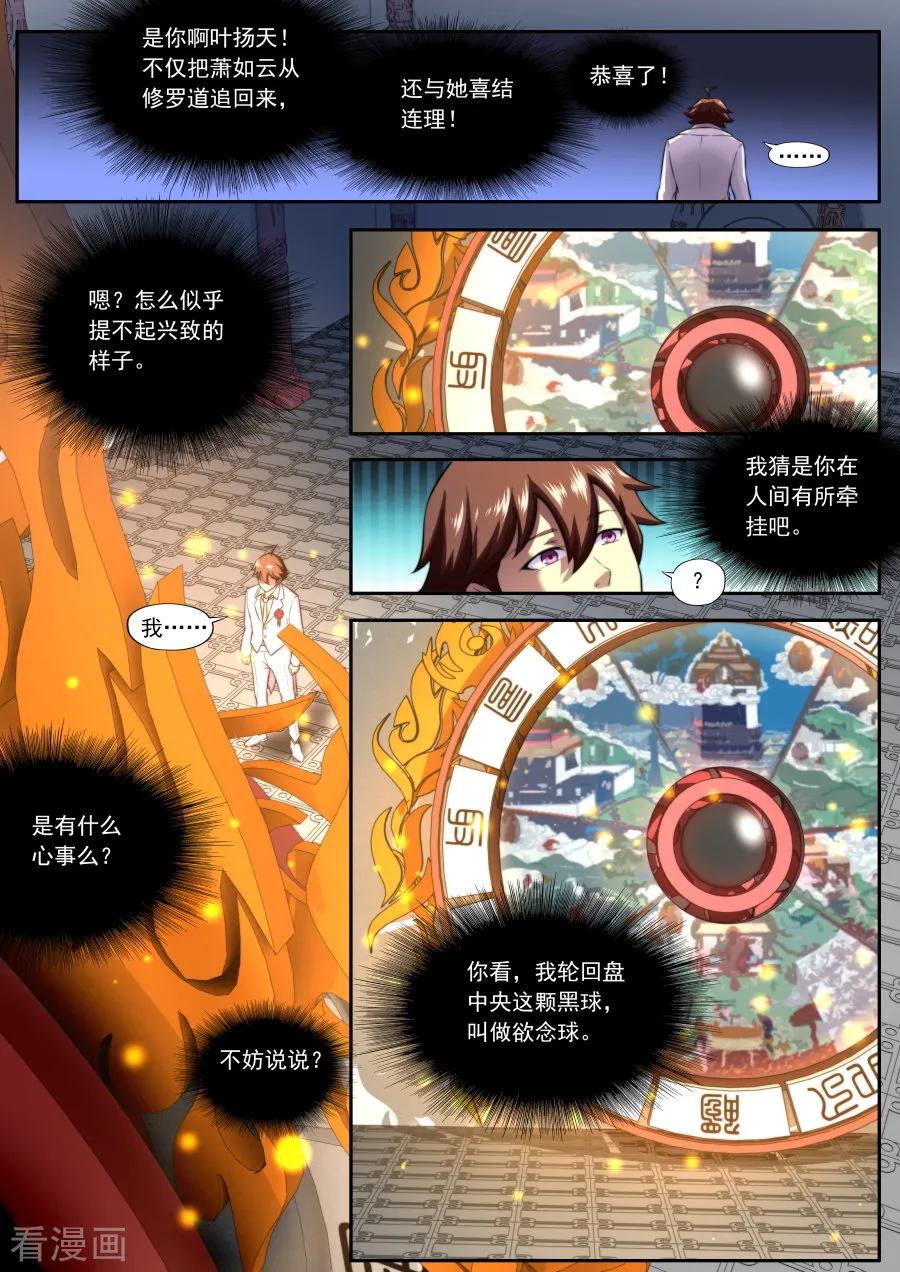 是你啊叶扬天！
不仅把萧如云从
修罗道追回来，
还与她喜结
连理！
恭喜了！
……
嗯？怎么似乎
提不起兴致的
样子。
我猜是你在
人间有所牵
挂吧。
？
我……
是有什么
心事么？
不妨说说？
你看，我轮回盘
中央这颗黑球，
叫做欲念球。
看漫画